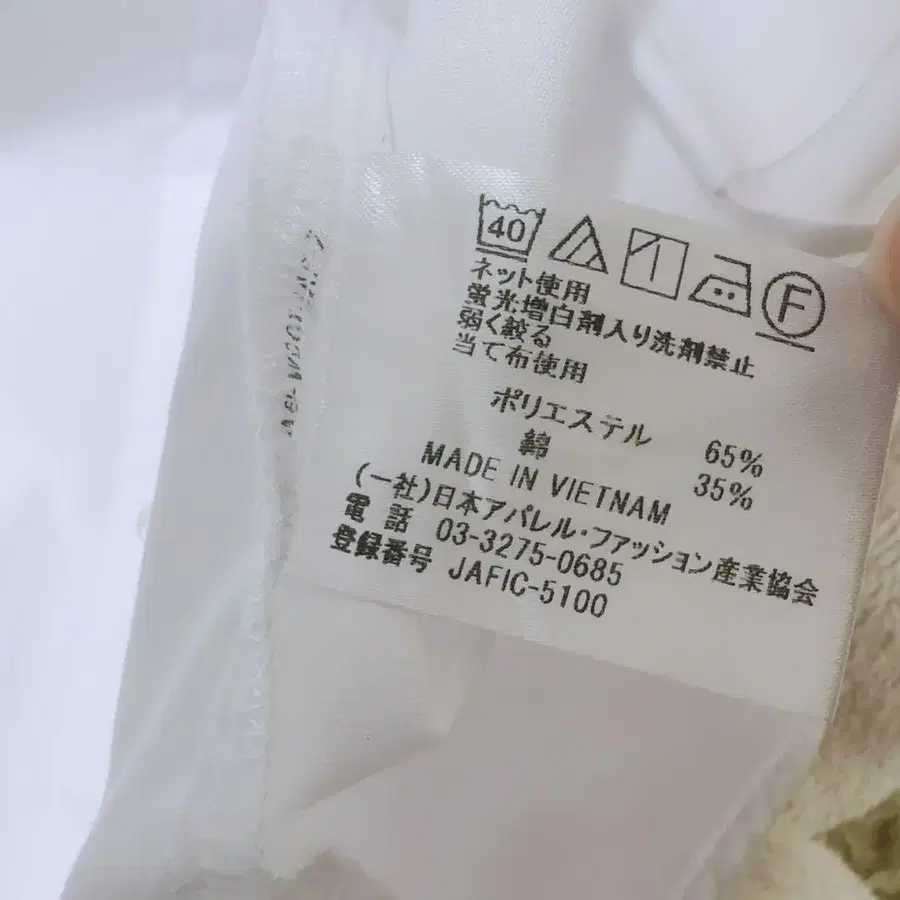 40
F
ネット使用
蛍光増白剤入り洗剤禁止
弱く絞る
当て布使用
ポリエステル 65%
綿 35%
MADE IN VIETNAM
(一社)日本アパレル・ファッション産業協会
電話 03-3275-0685
登録番号 JAFIC-5100